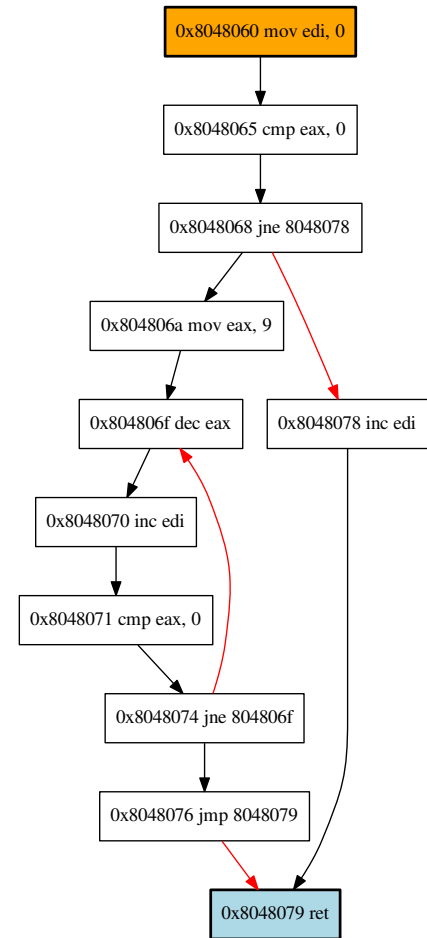 0x8048060 mov edi, 0
0x8048065 cmp eax, 0
0x8048068 jne 8048078
0x804806a mov eax, 9
0x804806f dec eax
0x8048078 inc edi
0x8048070 inc edi
0x8048071 cmp eax, 0
0x8048074 jne 804806f
0x8048076 jmp 8048079
0x8048079 ret